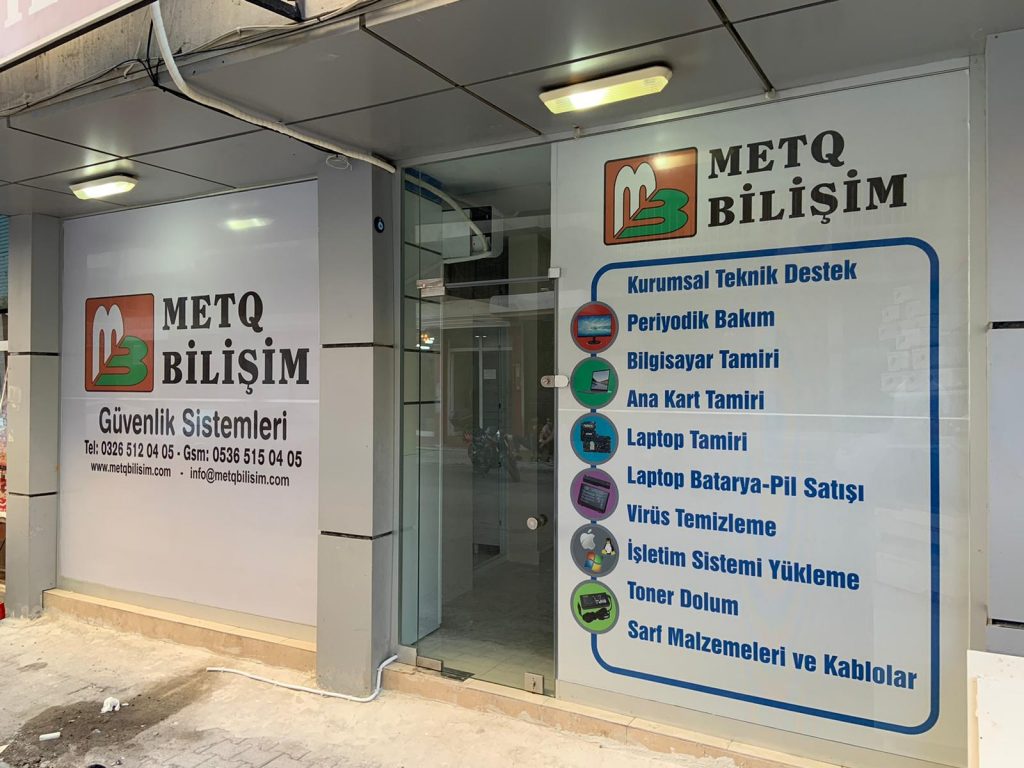 METQ
BİLİŞİM
Güvenlik Sistemleri
Tel: 0326 512 04 05 - Gsm: 0536 515 04 05
www.metqbilisim.com - info@metqbilisim.com
METQ
BİLİŞİM
Kurumsal Teknik Destek
Periyodik Bakım
Bilgisayar Tamiri
Ana Kart Tamiri
Laptop Tamiri
Laptop Batarya-Pil Satışı
Virüs Temizleme
İşletim Sistemi Yükleme
Toner Dolum
Sarf Malzemeleri ve Kablolar